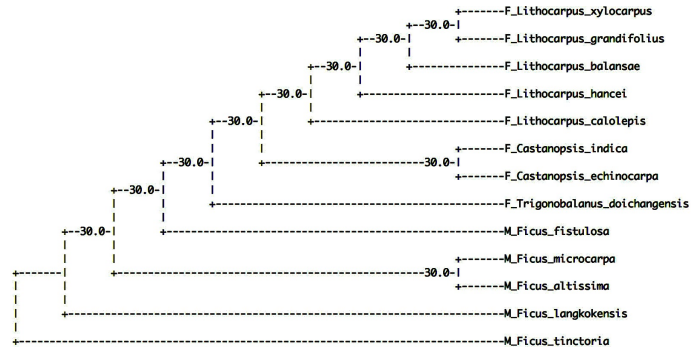 30.0 F_Lithocarpus_xylocarpus
30.0 F_Lithocarpus_grandifolius
30.0 F_Lithocarpus_balansae
30.0 F_Lithocarpus_hancei
30.0 F_Lithocarpus_calolepis
F_Castanopsis_indica
30.0 30.0
F_Castanopsis_echinocarpa
30.0 F_Trigonobalanus_doichangensis
30.0 M_Ficus_fistulosa
M_Ficus_microcarpa
30.0
M_Ficus_altissima
M_Ficus_langkokensis
M_Ficus_tinctoria